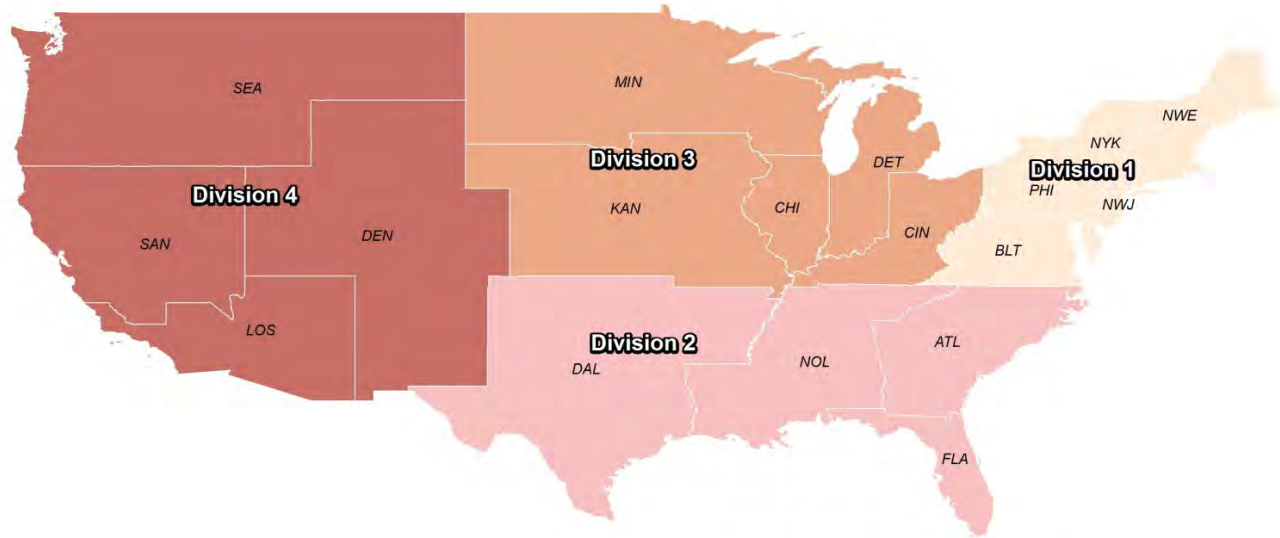 SEA
MIN
NWE
NYK
Division 3
DET
Division 1
PHI
Division 4
KAN
CHI
NWJ
SAN
DEN
CIN
BLT
LOS
Division 2
ATL
DAL
NOL
FLA